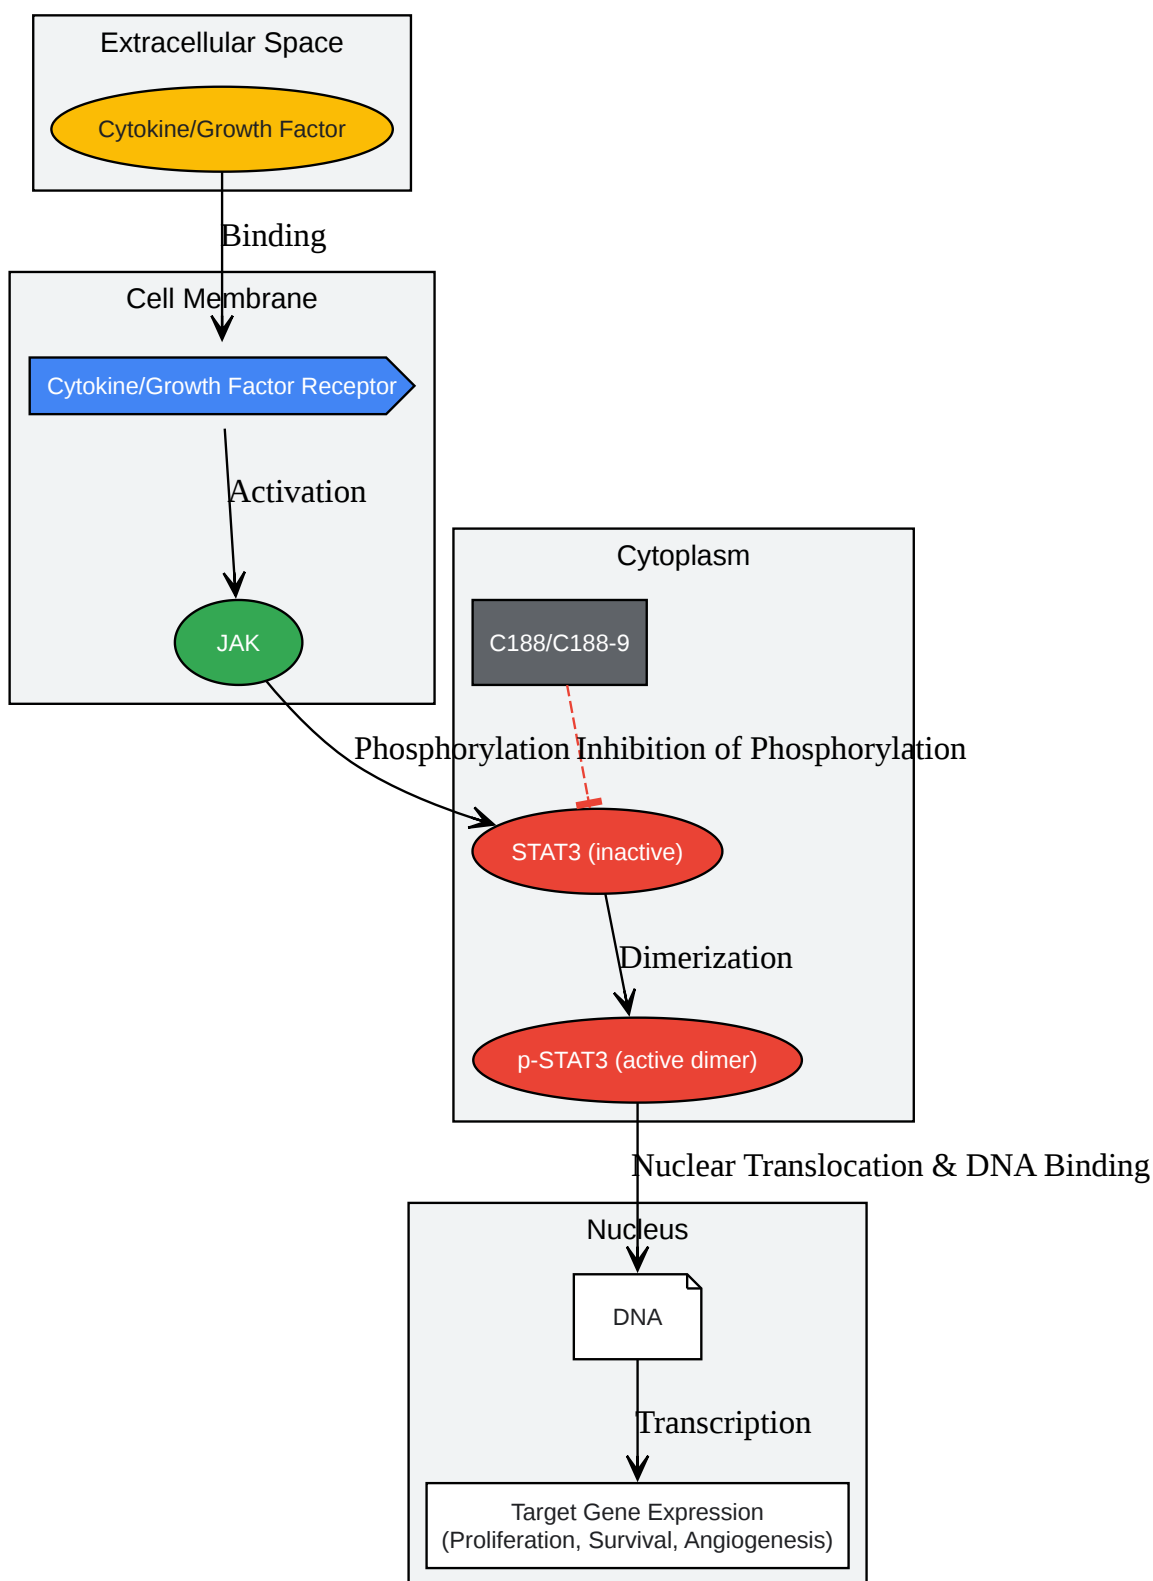 Extracellular Space
Cytokine/Growth Factor
Binding
Cell Membrane
Cytokine/Growth Factor Receptor
Activation
Cytoplasm
C188/C188-9
JAK
Phosphorylation
Inhibition of Phosphorylation
STAT3 (inactive)
Dimerization
p-STAT3 (active dimer)
Nuclear Translocation & DNA Binding
Nucleus
DNA
Transcription
Target Gene Expression
(Proliferation, Survival, Angiogenesis)